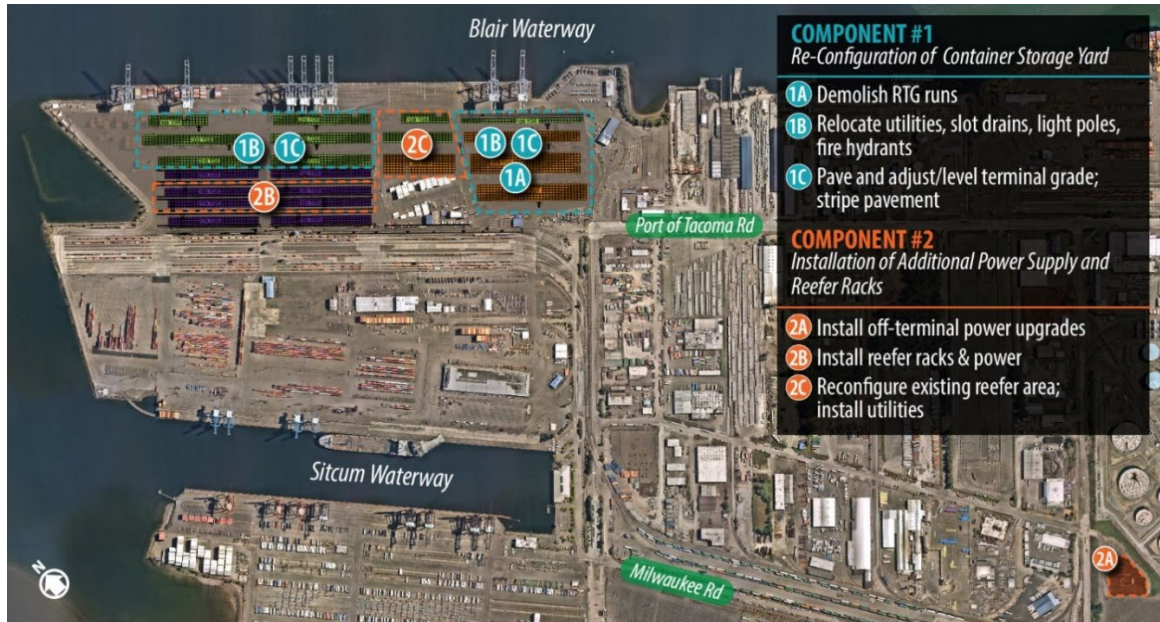 Blair Waterway
COMPONENT #1
Re-Configuration of Container Storage Yard
1A Demolish RTG runs
1B Relocate utilities, slot drains, light poles,
fire hydrants
1C Pave and adjust/level terminal grade;
stripe pavement
COMPONENT #2
Installation of Additional Power Supply and
Reefer Racks
2A Install off-terminal power upgrades
2B Install reefer racks & power
2C Reconfigure existing reefer area;
install utilities
1B 1C
2C
1B 1C
1A
2B
Port of Tacoma Rd
Sitcum Waterway
Milwaukee Rd
2A
N